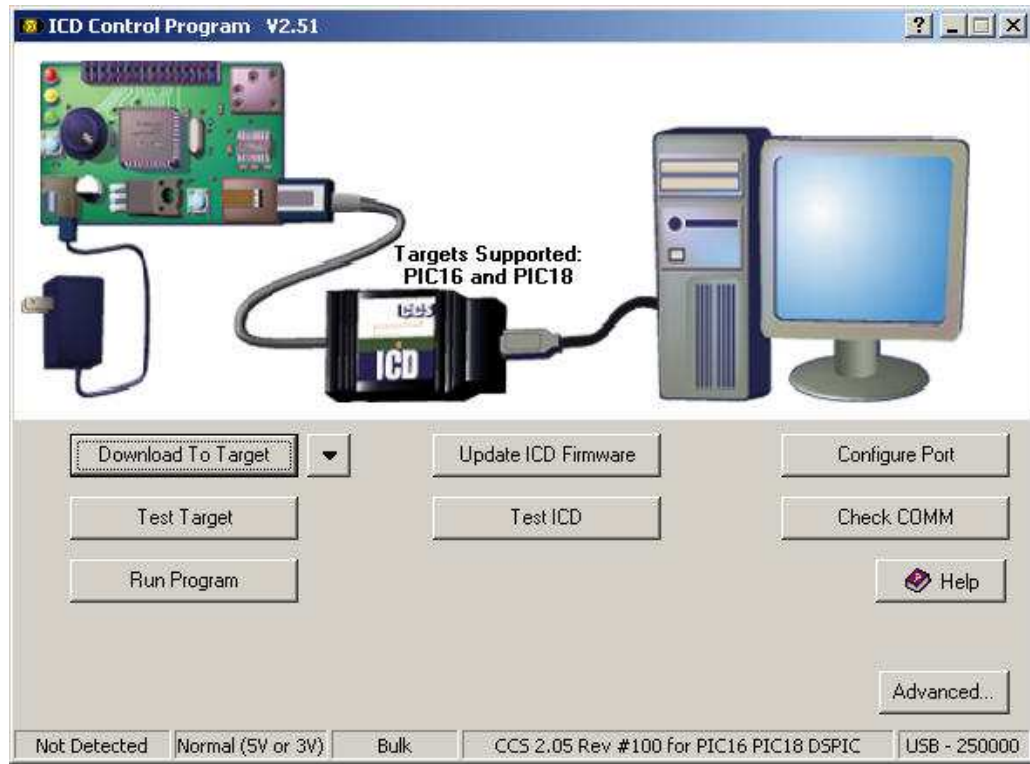 ICD Control Program V2.51
Targets Supported:
PIC16 and PIC18
CCS
ICD
Download To Target
Update ICD Firmware
Configure Port
Test Target
Test ICD
Check COMM
Run Program
Help
Advanced...
Not Detected
Normal (5V or 3V)
Bulk
CCS 2.05 Rev #100 for PIC16 PIC18 DSPIC
USB - 250000